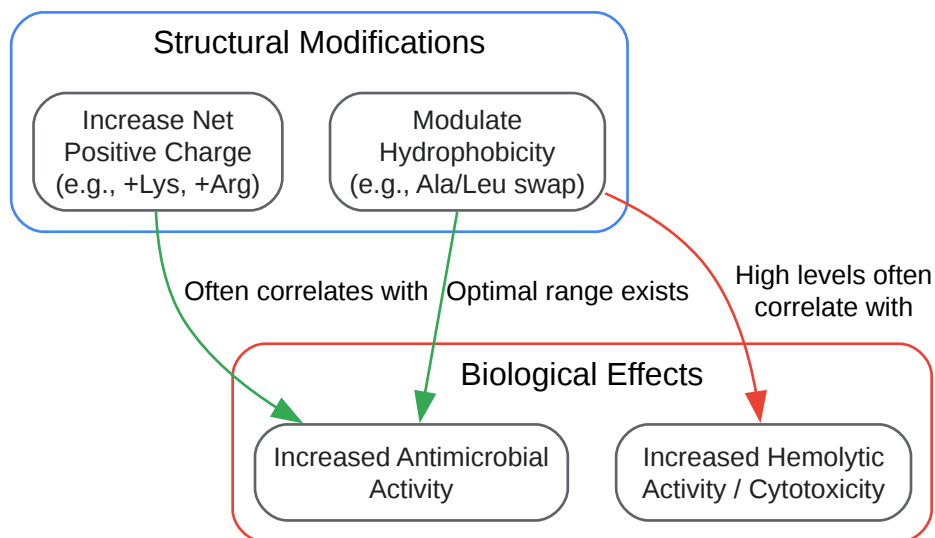 Structural Modifications
Increase Net
Positive Charge
(e.g., +Lys, +Arg)
Modulate
Hydrophobicity
(e.g., Ala/Leu swap)
Often correlates with
Optimal range exists
High levels often
correlate with
Biological Effects
Increased Antimicrobial
Activity
Increased Hemolytic
Activity / Cytotoxicity